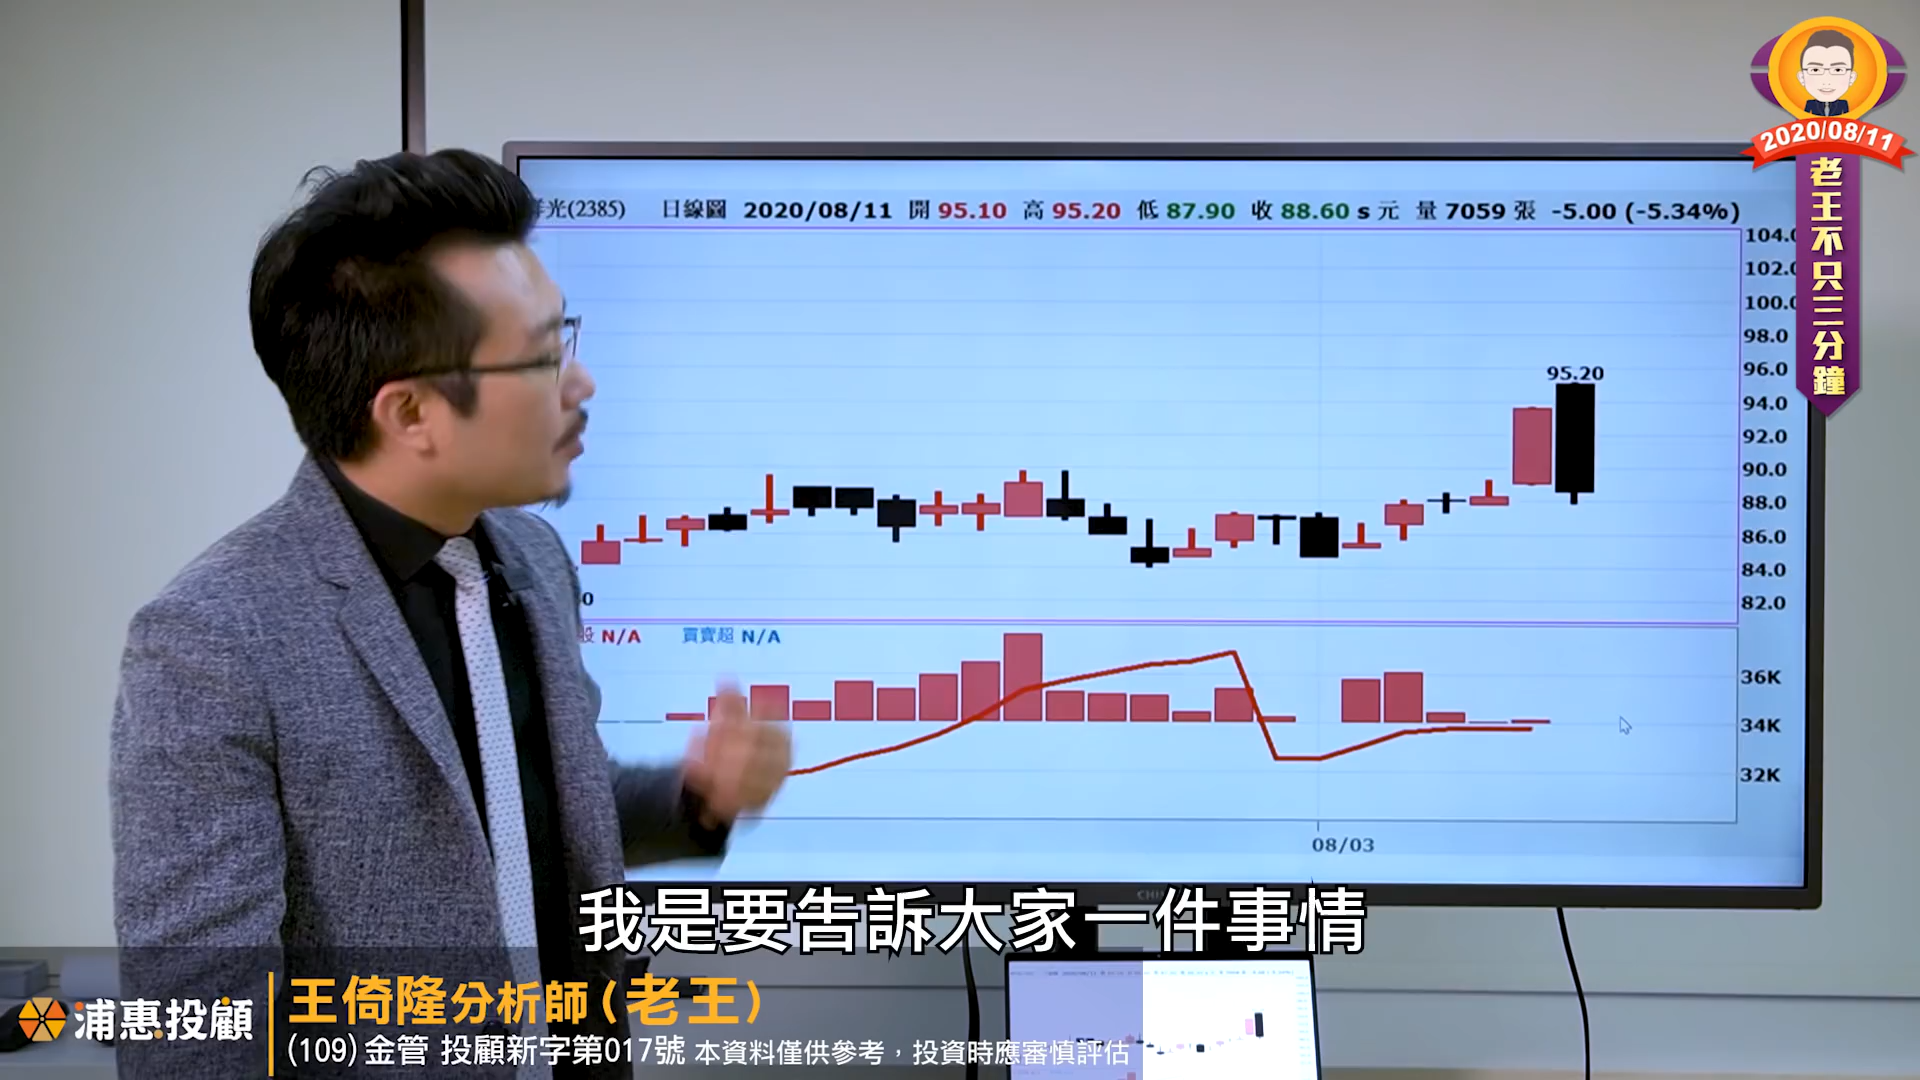 2020/08/11
老王不只三分鐘
光(2385) 日線圖 2020/08/11 開 95.10 高 95.20 低 87.90 收 88.60 s 元 量 7059 張 -5.00 (-5.34%)
104.0
102.0
100.0
98.0
96.0
95.20
94.0
92.0
90.0
88.0
86.0
84.0
82.0
0
股 N/A 買賣超 N/A
36K
34K
32K
08/03
我是要告訴大家一件事情
浦惠投顧
王倚隆分析師(老王)
(109) 金管 投顧新字第017號 本資料僅供參考，投資時應審慎評估